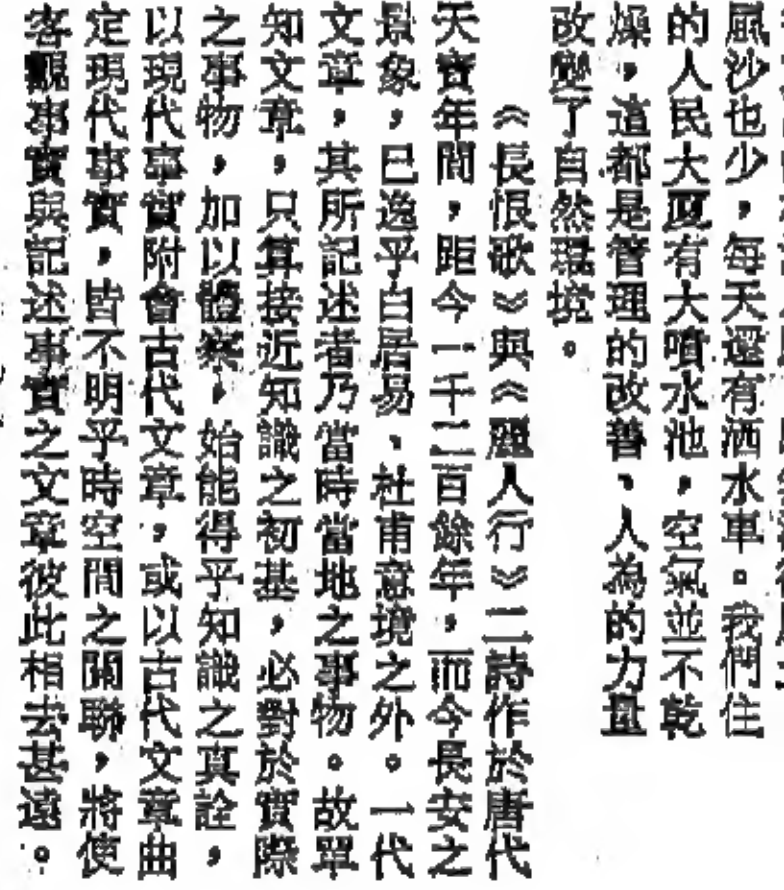 風沙也少，每天還有洒水車。我們住
的人民大厦有大噴水池，空氣並不乾
燥，這都是管理的改善、人為的力量
改變了自然環境。
《長恨歌》與《麗人行》二詩作於唐代
天寶年間，距今一千二百餘年，而今長安之
景象，已逸乎白居易、杜甫意境之外。一代
文章，其所記述者乃當時當地之事物。故單
知文章，只算接近知識之初基，必對於實際
之事物，加以體察，始能得乎知識之真詮，
以現代事實附會古代文章，或以古代文章曲
定現代事實，皆不明乎時空間之關聯，將使
客觀事實與記述事實之文章彼此相去甚遠。